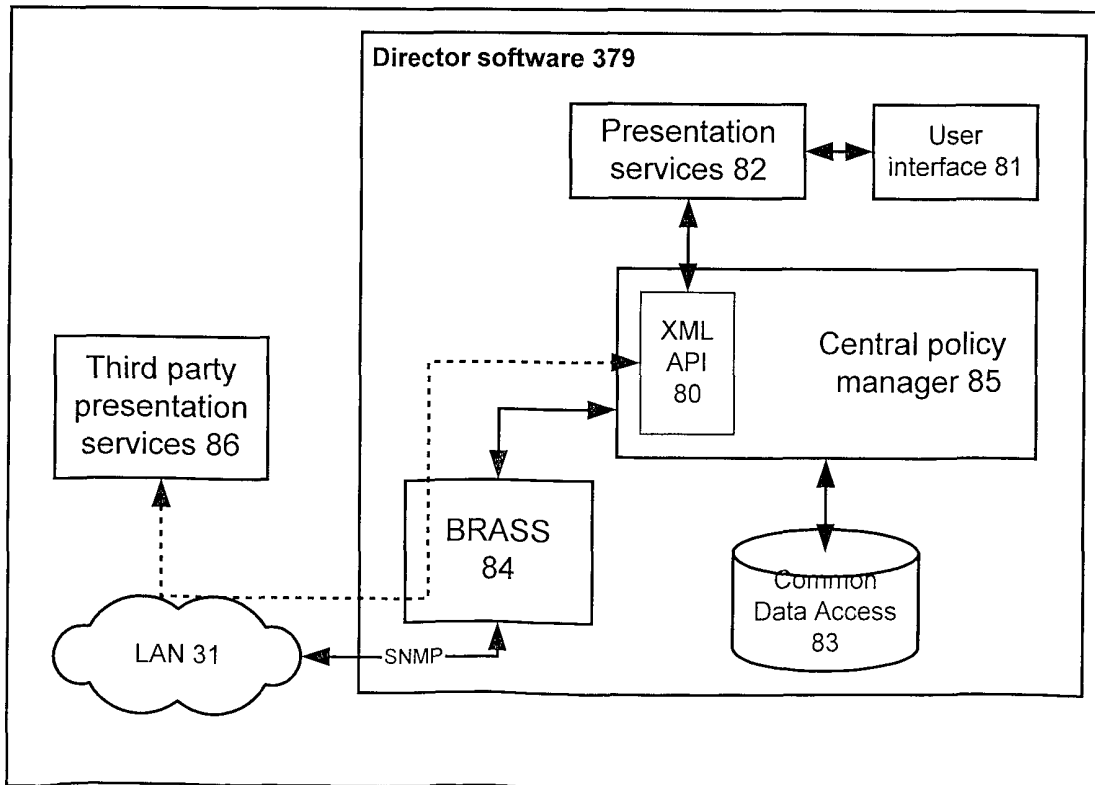 Director software 379
Presentation
services 82
User
interface 81
XML
API
80
Central policy
manager 85
Third party
presentation
services 86
BRASS
84
Common
Data Access
83
LAN 31
SNMP